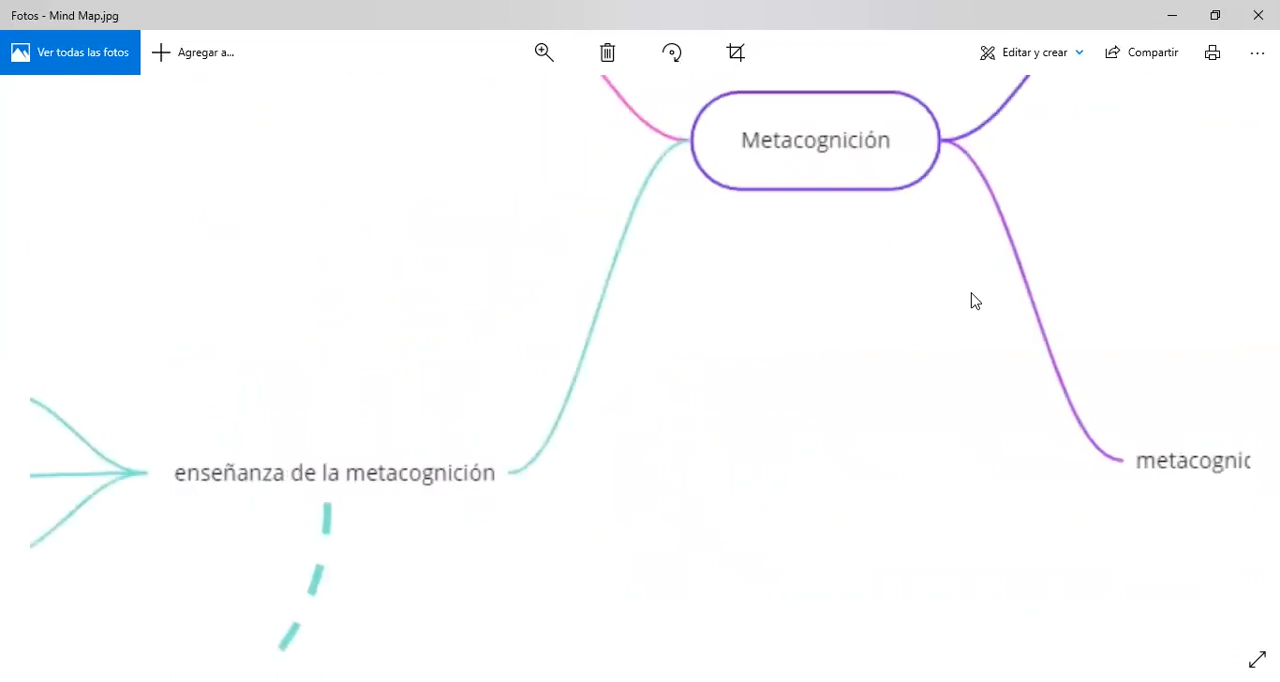 Fotos - Mind Map.jpg
Ver todas las fotos
Agregar a...
Editar y crear
Compartir
Metacognición
enseñanza de la metacognición
metacognic